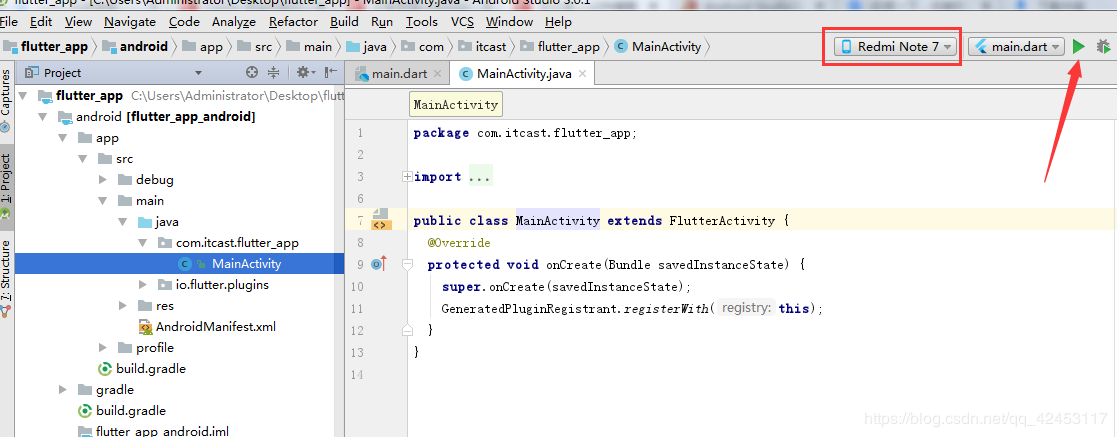 flutter_app - [C:\Users\Administrator\Desktop\flutter_app] - MainActivity.java - Android Studio 3.0.1
File Edit View Navigate Code Analyze Refactor Build Run Tools VCS Window Help
flutter_app android app src main java com itcast flutter_app MainActivity Redmi Note 7 main.dart
Project main.dart MainActivity.java
Captures
1: Project
7: Structure
flutter_app C:\Users\Administrator\Desktop\flutt
android [flutter_app_android]
app
src
debug
main
java
com.itcast.flutter_app
MainActivity
io.flutter.plugins
res
AndroidManifest.xml
profile
build.gradle
gradle
build.gradle
flutter_app_android.iml
MainActivity
1 package com.itcast.flutter_app;
2
3 import ...
6
7 public class MainActivity extends FlutterActivity {
8 @Override
9 protected void onCreate(Bundle savedInstanceState) {
10 super.onCreate(savedInstanceState);
11 GeneratedPluginRegistrant.registerWith( registry: this);
12 }
13 }
14
https://blog.csdn.net/qq_42453117